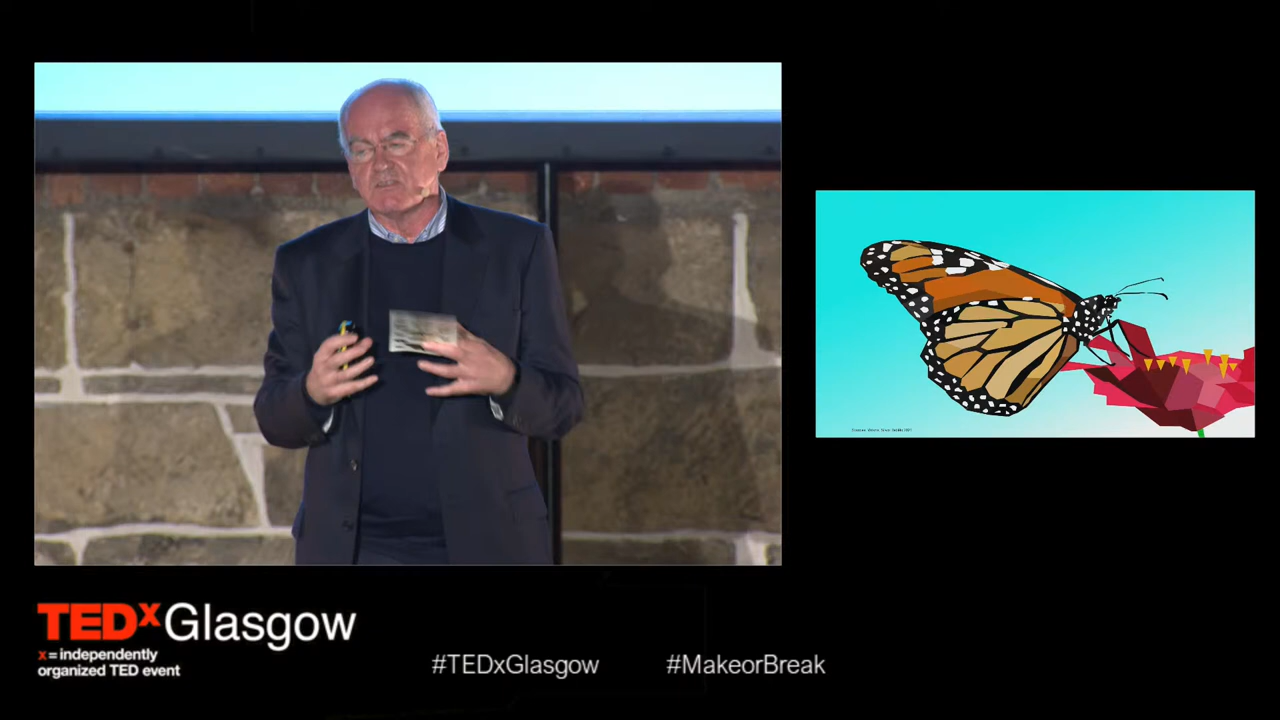 TEDxGlasgow
x=independently
organized TED event
#TEDxGlasgow
#MakeorBreak